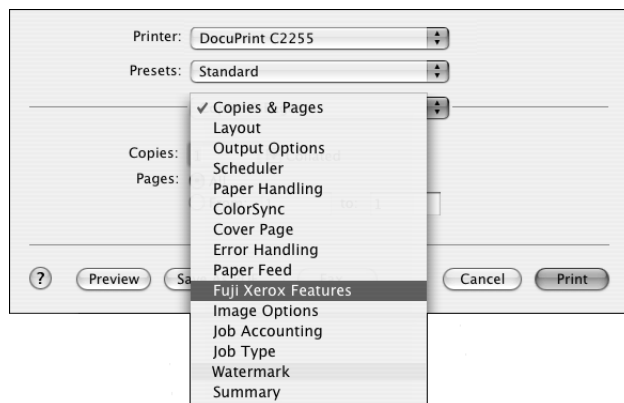 Printer: DocuPrint C2255
Presets: Standard
✓ Copies & Pages
Layout
Output Options
Copies: 1
Scheduler
Pages:
Paper Handling
ColorSync
to: 1
Cover Page
Error Handling
Paper Feed
? Preview Sa Cancel Print
Fuji Xerox Features
Image Options
Job Accounting
Job Type
Watermark
Summary